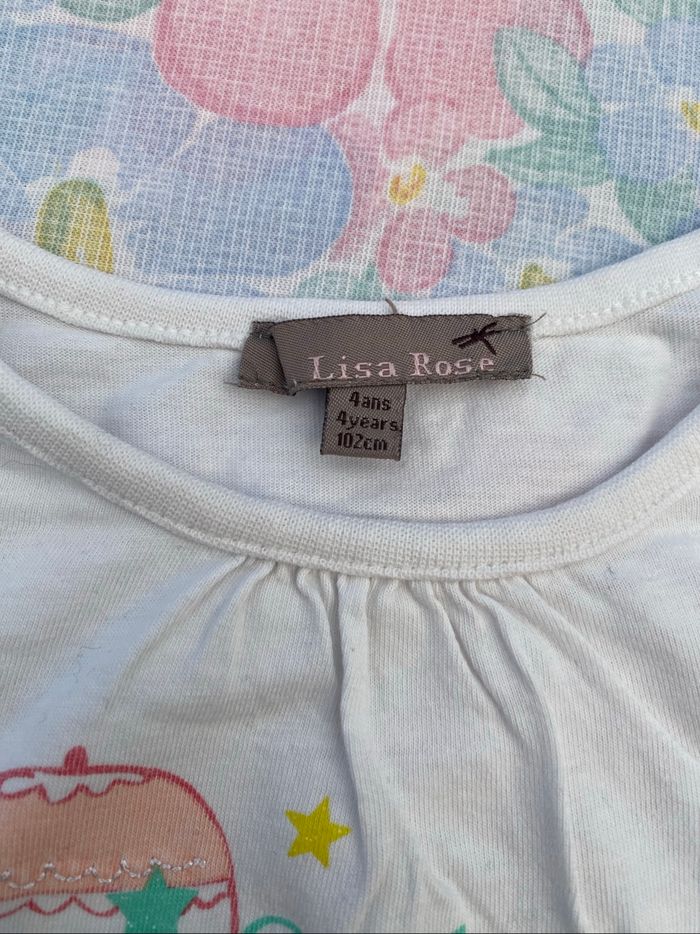 Lisa Rose
4ans
4years
102cm